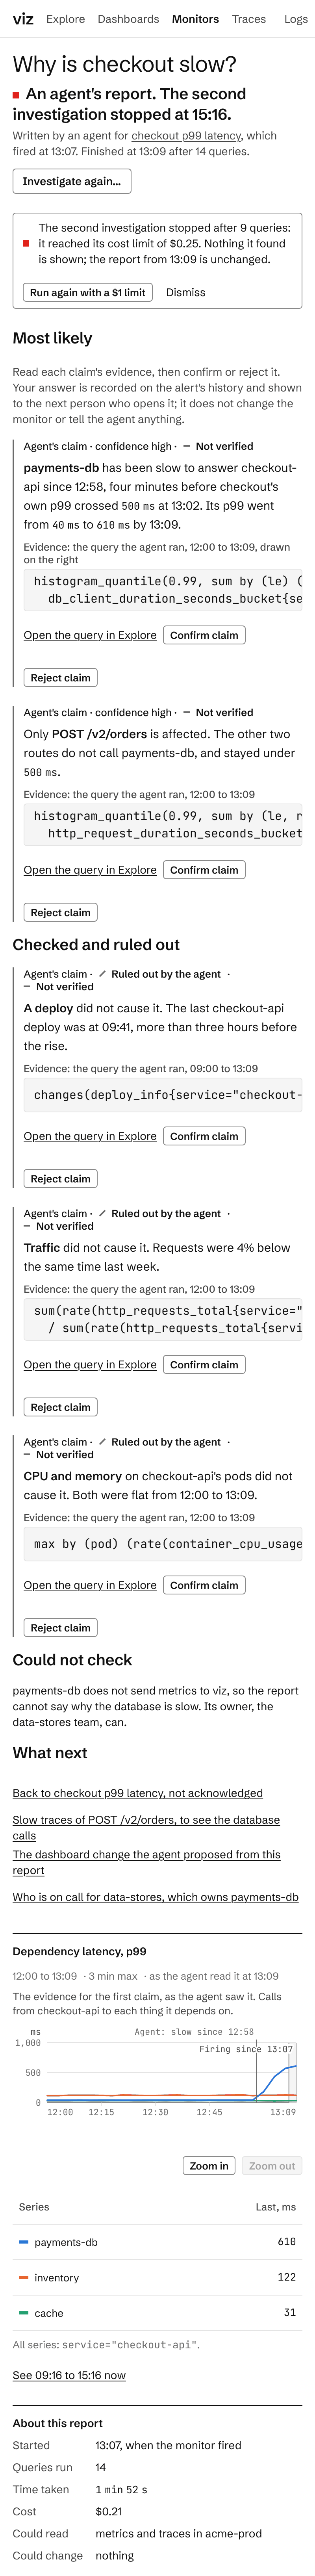 viz Explore Dashboards Monitors Traces Logs
Why is checkout slow?
An agent's report. The second
investigation stopped at 15:16.
Written by an agent for checkout p99 latency, which
fired at 13:07. Finished at 13:09 after 14 queries.
Investigate again...
The second investigation stopped after 9 queries:
it reached its cost limit of $0.25. Nothing it found
is shown; the report from 13:09 is unchanged.
Run again with a $1 limit Dismiss
Most likely
Read each claim's evidence, then confirm or reject it.
Your answer is recorded on the alert's history and shown
to the next person who opens it; it does not change the
monitor or tell the agent anything.
Agent's claim · confidence high · – Not verified
payments-db has been slow to answer checkout-
api since 12:58, four minutes before checkout's
own p99 crossed 500 ms at 13:02. Its p99 went
from 40 ms to 610 ms by 13:09.
Evidence: the query the agent ran, 12:00 to 13:09, drawn
on the right
histogram_quantile(0.99, sum by (le) (
db_client_duration_seconds_bucket{se
Open the query in Explore Confirm claim
Reject claim
Agent's claim · confidence high · – Not verified
Only POST /v2/orders is affected. The other two
routes do not call payments-db, and stayed under
500 ms.
Evidence: the query the agent ran, 12:00 to 13:09
histogram_quantile(0.99, sum by (le, r
http_request_duration_seconds_bucket
Open the query in Explore Confirm claim
Reject claim
Checked and ruled out
Agent's claim · Ruled out by the agent ·
– Not verified
A deploy did not cause it. The last checkout-api
deploy was at 09:41, more than three hours before
the rise.
Evidence: the query the agent ran, 09:00 to 13:09
changes(deploy_info{service="checkout-
Open the query in Explore Confirm claim
Reject claim
Agent's claim · Ruled out by the agent ·
– Not verified
Traffic did not cause it. Requests were 4% below
the same time last week.
Evidence: the query the agent ran, 12:00 to 13:09
sum(rate(http_requests_total{service="
/ sum(rate(http_requests_total{servi
Open the query in Explore Confirm claim
Reject claim
Agent's claim · Ruled out by the agent ·
– Not verified
CPU and memory on checkout-api's pods did not
cause it. Both were flat from 12:00 to 13:09.
Evidence: the query the agent ran, 12:00 to 13:09
max by (pod) (rate(container_cpu_usage
Open the query in Explore Confirm claim
Reject claim
Could not check
payments-db does not send metrics to viz, so the report
cannot say why the database is slow. Its owner, the
data-stores team, can.
What next
Back to checkout p99 latency, not acknowledged
Slow traces of POST /v2/orders, to see the database
calls
The dashboard change the agent proposed from this
report
Who is on call for data-stores, which owns payments-db
Dependency latency, p99
12:00 to 13:09 · 3 min max · as the agent read it at 13:09
The evidence for the first claim, as the agent saw it. Calls
from checkout-api to each thing it depends on.
ms Agent: slow since 12:58
1,000
Firing since 13:07
500
0
12:00 12:15 12:30 12:45 13:09
Zoom in Zoom out
Series Last, ms
payments-db 610
inventory 122
cache 31
All series: service="checkout-api".
See 09:16 to 15:16 now
About this report
Started 13:07, when the monitor fired
Queries run 14
Time taken 1 min 52 s
Cost $0.21
Could read metrics and traces in acme-prod
Could change nothing